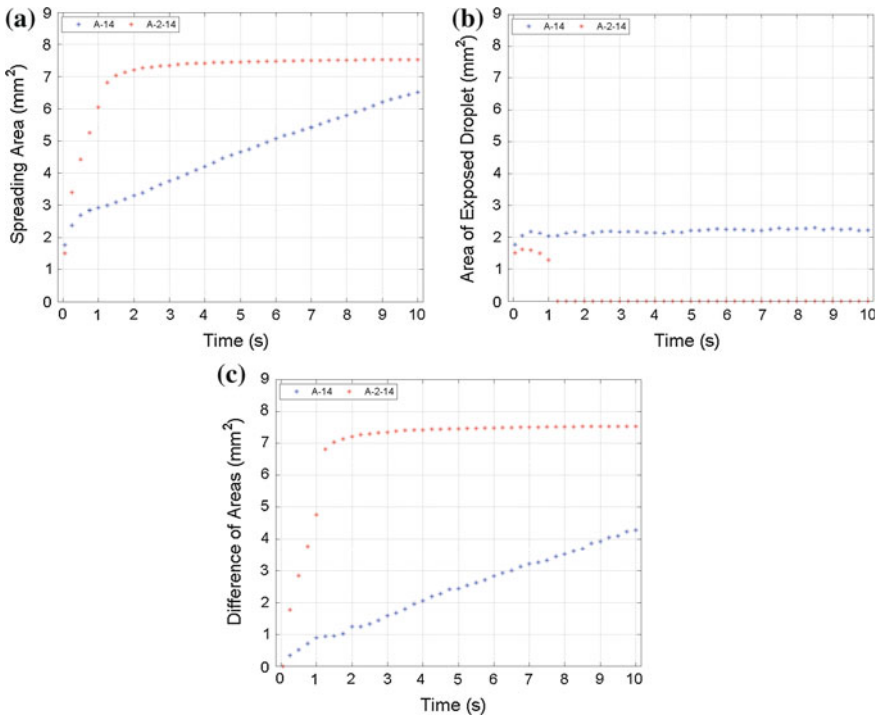 (a)
A-14 A-2-14
Spreading Area (mm²)
9
8
7
6
5
4
3
2
1
0
0 1 2 3 4 5 6 7 8 9 10
Time (s)
(b)
A-14 A-2-14
Area of Exposed Droplet (mm²)
9
8
7
6
5
4
3
2
1
0
0 1 2 3 4 5 6 7 8 9 10
Time (s)
(c)
A-14 A-2-14
Difference of Areas (mm²)
9
8
7
6
5
4
3
2
1
0
0 1 2 3 4 5 6 7 8 9 10
Time (s)